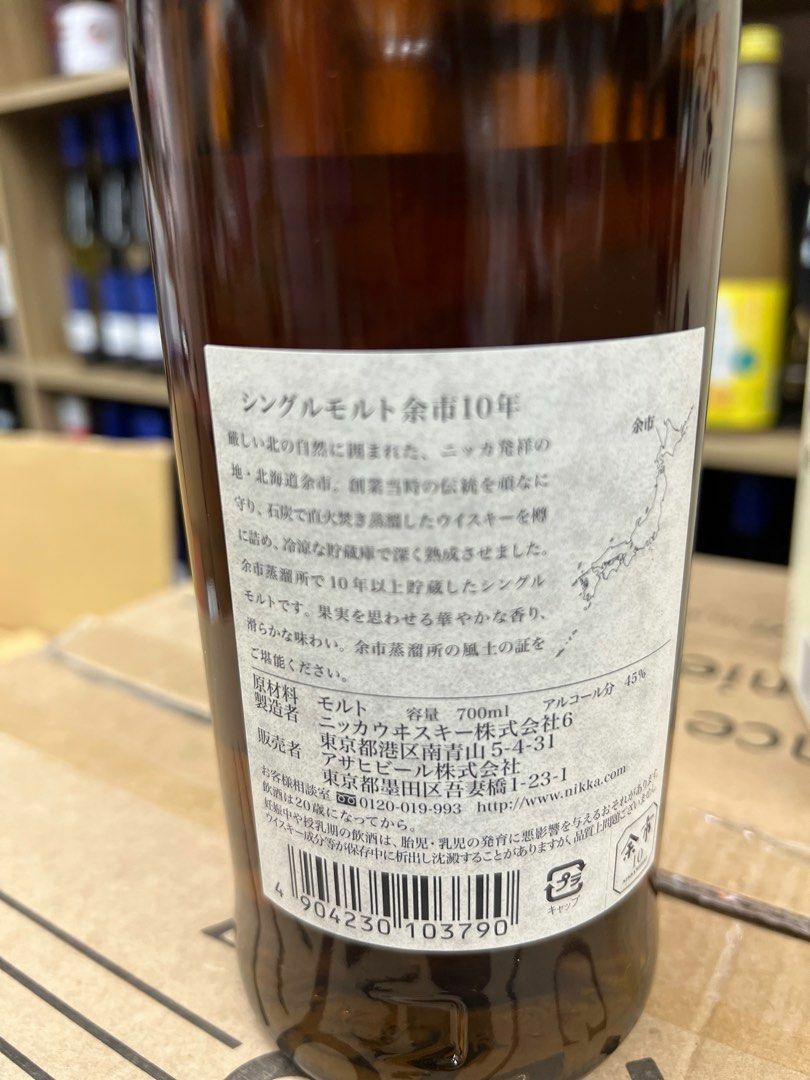 シングルモルト余市10年
余市
厳しい北の自然に囲まれた、ニッカ発祥の
地・北海道余市。創業当時の伝統を頑なに
守り、石炭で直火焚き蒸溜したウイスキーを樽
に詰め、冷涼な貯蔵庫で深く熟成させました。
余市蒸溜所で10年以上貯蔵したシングル
モルトです。果実を思わせる華やかな香り、
滑らかな味わい。余市蒸溜所の風土の証を
ご堪能ください。
原材料 モルト 容量 700ml アルコール分 45%
製造者 ニッカウヰスキー株式会社6
東京都港区南青山5-4-31
販売者 アサヒビール株式会社
東京都墨田区吾妻橋1-23-1
お客様相談室 0120-019-993 http://www.nikka.com
飲酒は20歳になってから。
妊娠中や授乳期の飲酒は、胎児・乳児の発育に悪影響を与えるおそれがあります。
ウイスキー成分等が保存中に析出し沈澱することがありますが、品質上問題ございません。
余市
10
プラ
キャップ
4 904230 103790